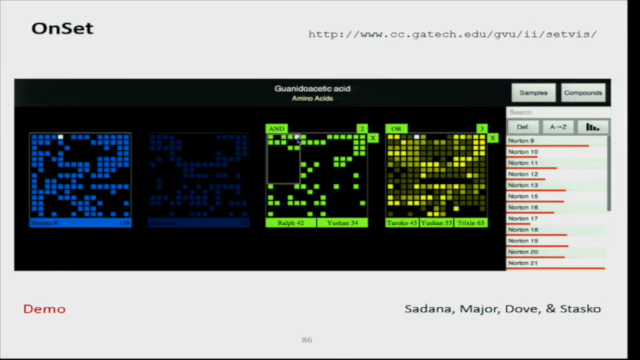 OnSet
http://www.cc.gatech.edu/gvu/ii/setvis/
Guanidoacetic acid
Amino Acids
Samples
Compounds
Search
Def.
A→Z
AND
2
X
OR
3
X
Ralph 42
Yushan 54
Taroko 45
Yushan 53
Trixie 63
Norton 9
Norton 10
Norton 11
Norton 12
Norton 13
Norton 15
Norton 16
Norton 17
Norton 18
Norton 19
Norton 20
Norton 21
Demo
Sadana, Major, Dove, & Stasko
86